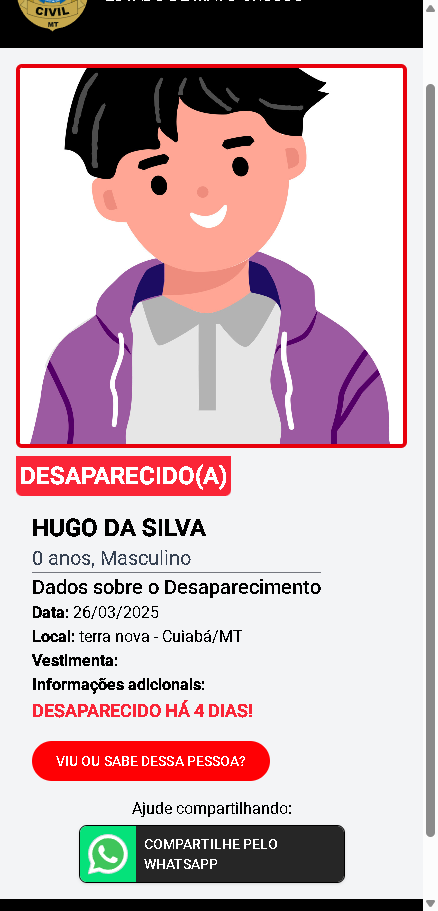 CIVIL
MT
DESAPARECIDO(A)
HUGO DA SILVA
0 anos, Masculino
Dados sobre o Desaparecimento
Data: 26/03/2025
Local: terra nova - Cuiabá/MT
Vestimenta:
Informações adicionais:
DESAPARECIDO HÁ 4 DIAS!
VIU OU SABE DESSA PESSOA?
Ajude compartilhando:
COMPARTILHE PELO
WHATSAPP